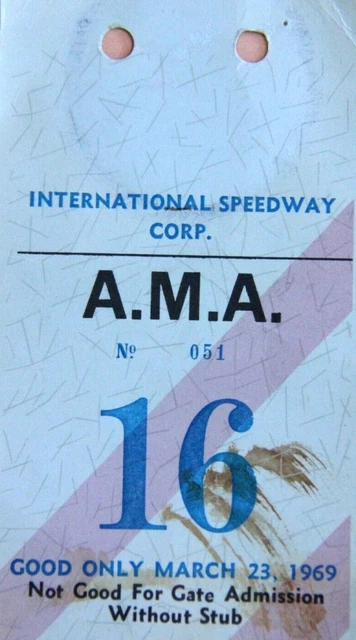 INTERNATIONAL SPEEDWAY
CORP.
A.M.A.
Nº 051
16
GOOD ONLY MARCH 23, 1969
Not Good For Gate Admission
Without Stub